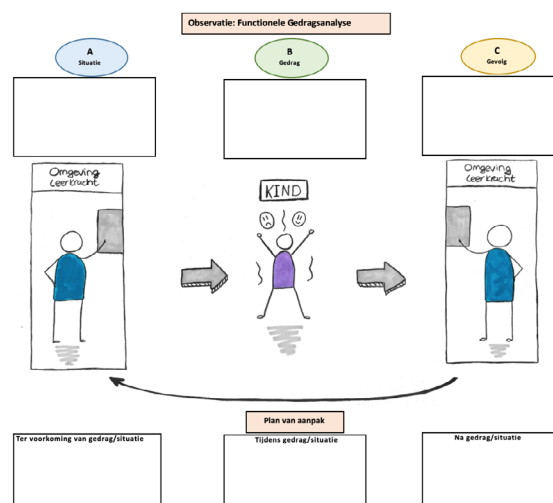 Observatie: Functionele Gedragsanalyse
A
Situatie
B
Gedrag
C
Gevolg
Omgeving
Leerkracht
KIND
Omgeving
Leerkracht
Plan van aanpak
Ter voorkoming van gedrag/situatie
Tijdens gedrag/situatie
Na gedrag/situatie